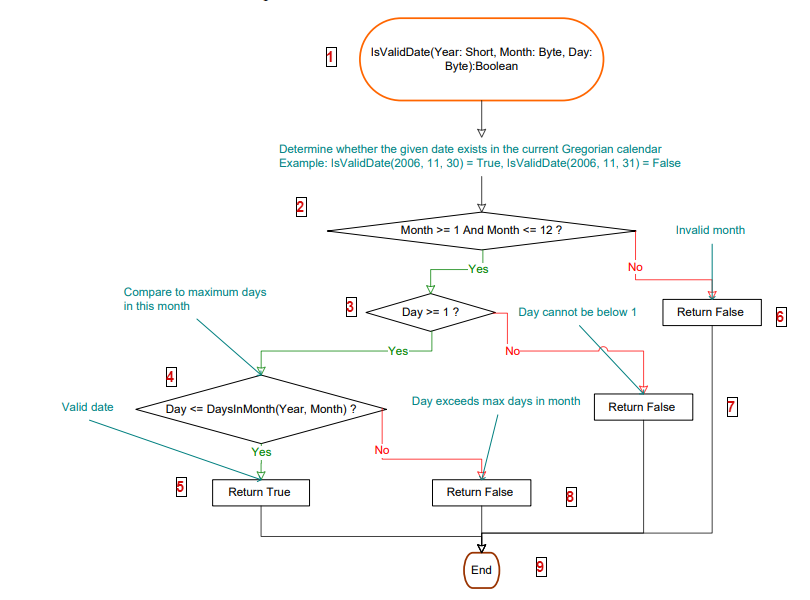 1
IsValidDate(Year: Short, Month: Byte, Day:
Byte):Boolean
Determine whether the given date exists in the current Gregorian calendar
Example: IsValidDate(2006, 11, 30) = True, IsValidDate(2006, 11, 31) = False
2
Month >= 1 And Month <= 12 ?
Invalid month
Yes
No
Compare to maximum days
in this month
3
Day >= 1 ?
Day cannot be below 1
Return False
6
Yes
No
4
Day <= DaysInMonth(Year, Month) ?
Valid date
Day exceeds max days in month
Return False
7
Yes
No
5
Return True
Return False
8
End
9